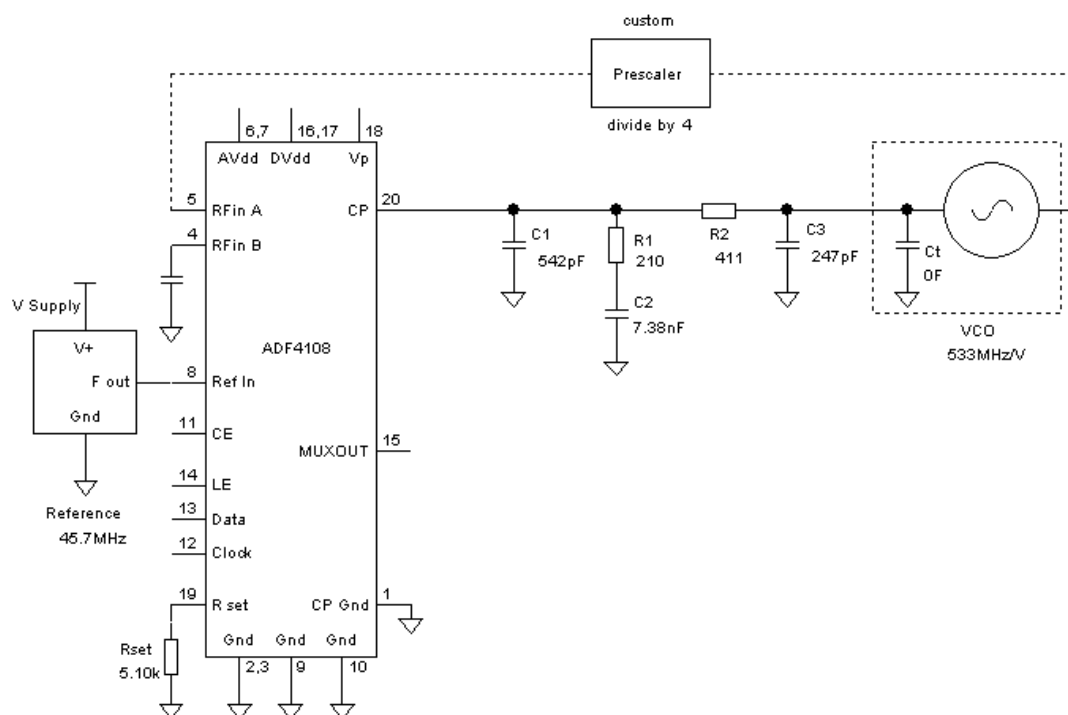 custom
Prescaler
divide by 4
6,7
16,17
18
AVdd
DVdd
Vp
5
RFin A
CP
20
4
RFin B
C1
542pF
R1
210
R2
411
C3
247pF
Ct
0F
C2
7.38nF
VCO
533MHz/V
V Supply
V+
F out
Gnd
ADF4108
8
Ref In
11
CE
MUXOUT
15
14
LE
Reference
45.7MHz
13
Data
12
Clock
19
R set
CP Gnd
1
Rset
5.10k
Gnd
Gnd
Gnd
2,3
9
10